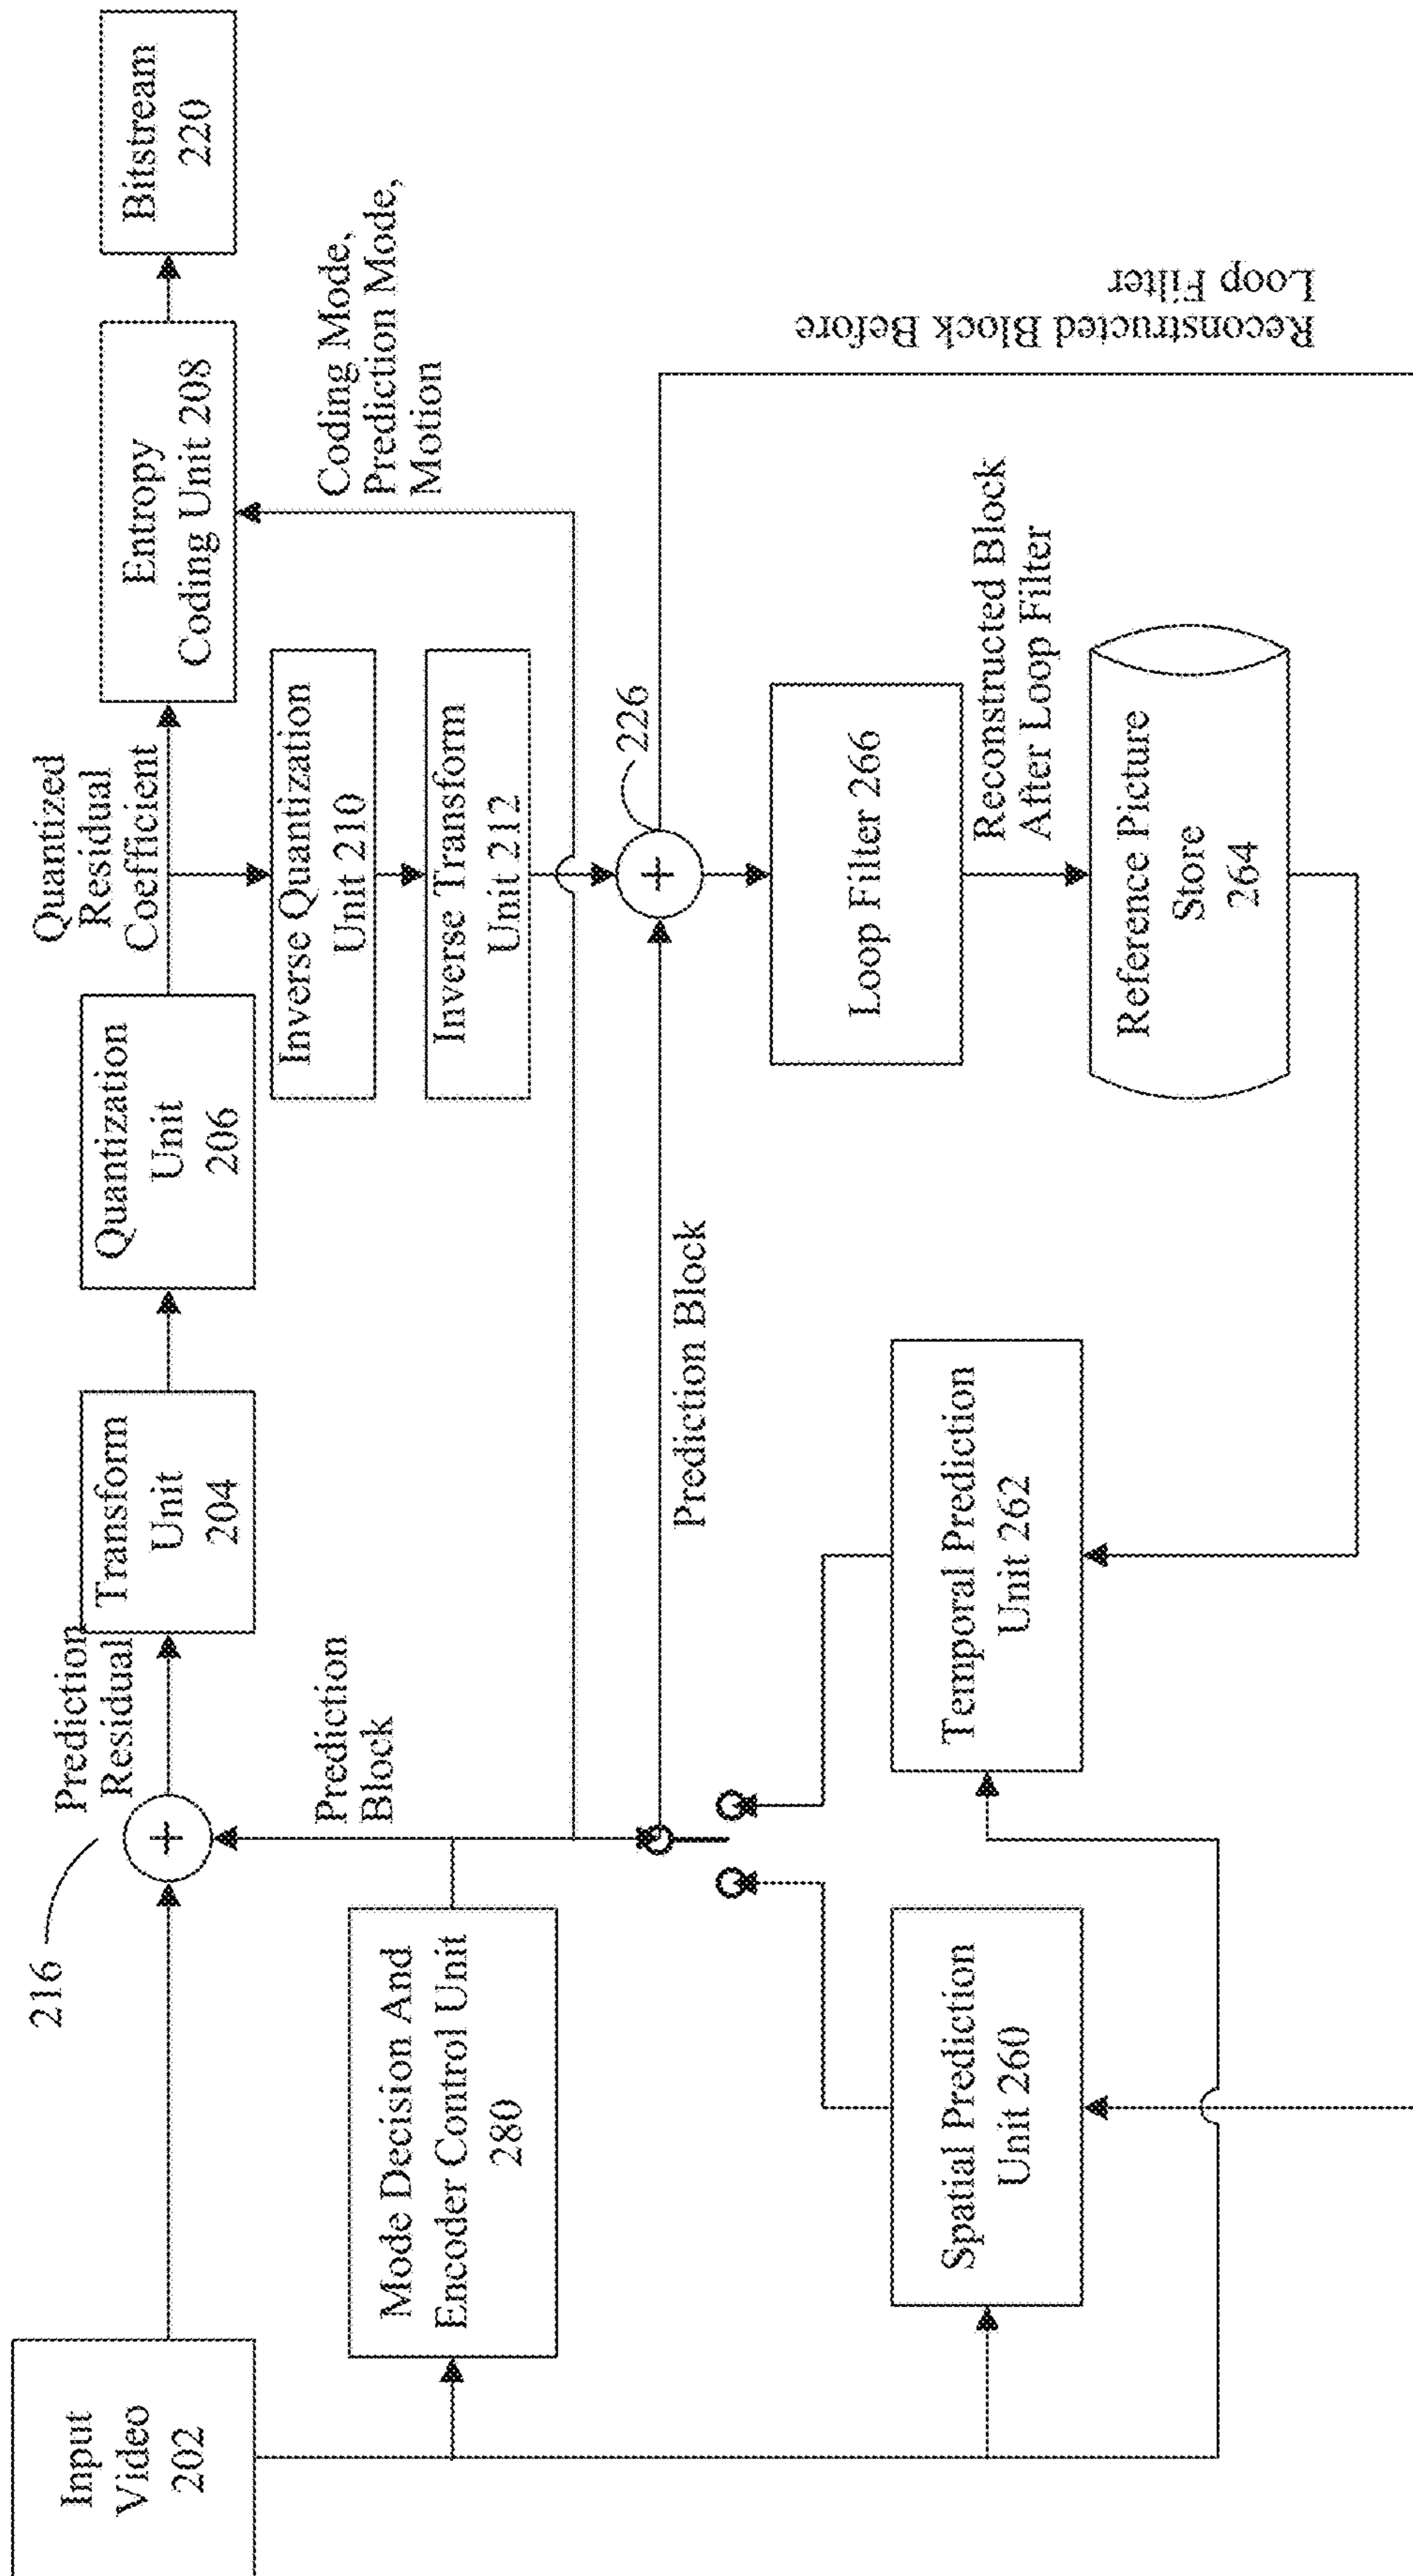 Input
Video
202
216
Prediction
Residual
Transform
Unit
204
Quantization
Unit
206
Quantized
Residual
Coefficient
Entropy
Coding Unit 208
Bitstream
220
Mode Decision And
Encoder Control Unit
280
Prediction
Block
Inverse Quantization
Unit 210
Inverse Transform
Unit 212
Coding Mode,
Prediction Mode,
Motion
226
Prediction Block
Reconstructed Block Before
Loop Filter
Spatial Prediction
Unit 260
Temporal Prediction
Unit 262
Loop Filter 266
Reconstructed Block
After Loop Filter
Reference Picture
Store
264